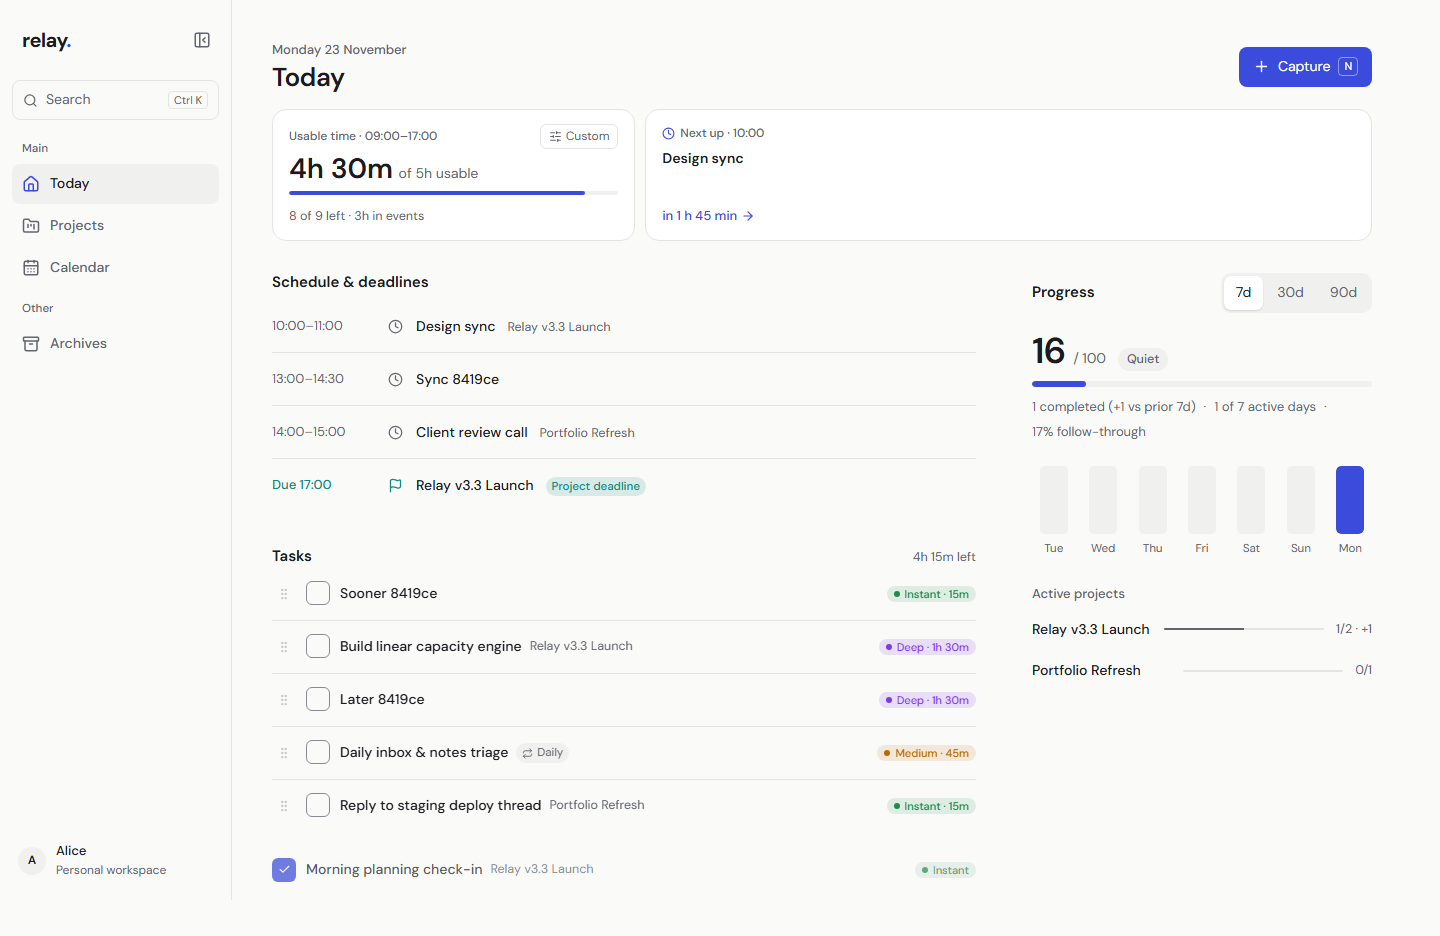 relay.
Search Ctrl K
Main
Today
Projects
Calendar
Other
Archives
A
Alice
Personal workspace
Monday 23 November
Today
+ Capture N
Usable time · 09:00–17:00
Custom
4h 30m of 5h usable
8 of 9 left · 3h in events
Next up · 10:00
Design sync
in 1 h 45 min →
Schedule & deadlines
10:00–11:00 Design sync Relay v3.3 Launch
13:00–14:30 Sync 8419ce
14:00–15:00 Client review call Portfolio Refresh
Due 17:00 Relay v3.3 Launch Project deadline
Tasks 4h 15m left
Sooner 8419ce Instant · 15m
Build linear capacity engine Relay v3.3 Launch Deep · 1h 30m
Later 8419ce Deep · 1h 30m
Daily inbox & notes triage Daily Medium · 45m
Reply to staging deploy thread Portfolio Refresh Instant · 15m
Morning planning check-in Relay v3.3 Launch Instant
Progress
7d 30d 90d
16 / 100 Quiet
1 completed (+1 vs prior 7d) · 1 of 7 active days ·
17% follow-through
Tue Wed Thu Fri Sat Sun Mon
Active projects
Relay v3.3 Launch 1/2 · +1
Portfolio Refresh 0/1